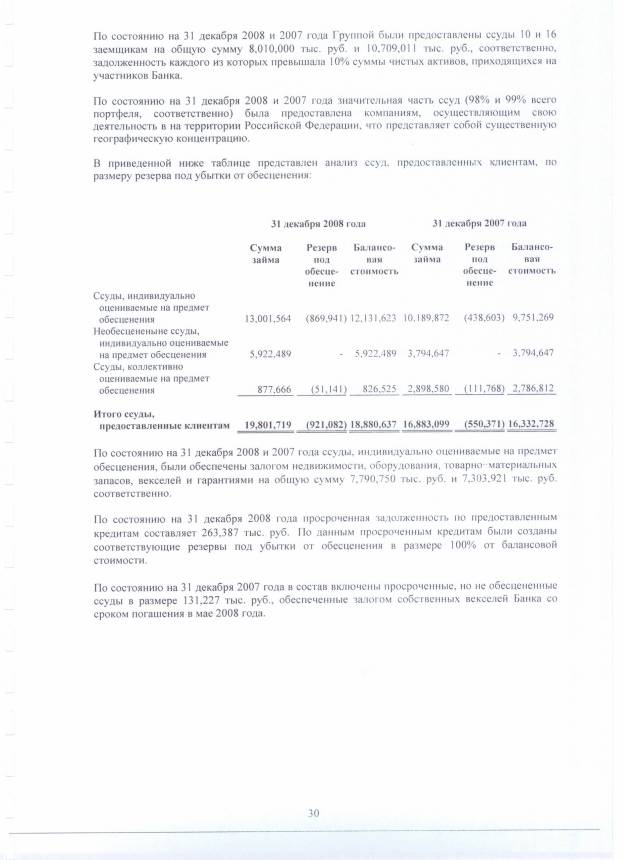 По состоянию на 31 декабря 2008 и 2007 года Группой были предоставлены ссуды 10 и 16
заемщикам на общую сумму 8,010,000 тыс. руб. и 10,709,011 тыс. руб., соответственно,
задолженность каждого из которых превышала 10% суммы чистых активов, приходящихся на
участников Банка.
По состоянию на 31 декабря 2008 и 2007 года значительная часть ссуд (98% и 99% всего
портфеля, соответственно) была предоставлена компаниям, осуществляющим свою
деятельность в на территории Российской Федерации, что представляет собой существенную
географическую концентрацию.
В приведенной ниже таблице представлен анализ ссуд, предоставленных клиентам, по
размеру резерва под убытки от обесценения:
31 декабря 2008 года 31 декабря 2007 года
Сумма Резерв Балансо- Сумма Резерв Балансо-
займа под вая займа под вая
обесце- стоимость обесце- стоимость
нение нение
Ссуды, индивидуально
оцениваемые на предмет
обесценения 13,001,564 (869,941) 12,131,623 10,189,872 (438,603) 9,751,269
Необесцененыне ссуды,
индивидуально оцениваемые
на предмет обесценения 5,922,489 - 5,922,489 3,794,647 - 3,794,647
Ссуды, коллективно
оцениваемые на предмет
обесценения 877,666 (51,141) 826,525 2,898,580 (111,768) 2,786,812
Итого ссуды,
предоставленные клиентам 19,801,719 (921,082) 18,880,637 16,883,099 (550,371) 16,332,728
По состоянию на 31 декабря 2008 и 2007 года ссуды, индивидуально оцениваемые на предмет
обесценения, были обеспечены залогом недвижимости, оборудования, товарно-материальных
запасов, векселей и гарантиями на общую сумму 7,790,750 тыс. руб. и 7,303,921 тыс. руб.
соответственно.
По состоянию на 31 декабря 2008 года просроченная задолженность по предоставленным
кредитам составляет 263,387 тыс. руб. По данным просроченным кредитам были созданы
соответствующие резервы под убытки от обесценения в размере 100% от балансовой
стоимости.
По состоянию на 31 декабря 2007 года в состав включены просроченные, но не обесцененные
ссуды в размере 131,227 тыс. руб., обеспеченные залогом собственных векселей Банка со
сроком погашения в мае 2008 года.
30